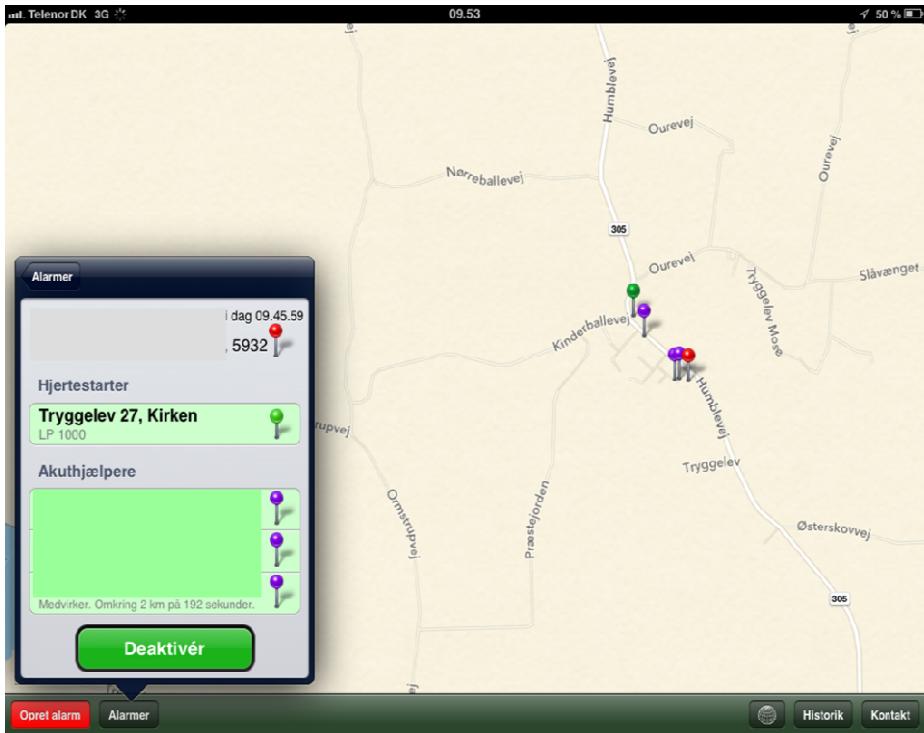 Telenor DK 3G 09.53 50 %
Humblevej
Ourevej
Ourevej
Nørreballevej
305
Ourevej
Slåvænget
Tryggelev Mose
Kinderballevej
Humblevej
Tryggelev
Ormstrupvej
Præstejorden
Østerskovvej
305
rupvej
Alarmer
i dag 09.45.59
, 5932
Hjertestarter
Tryggelev 27, Kirken
LP 1000
Akuthjælpere
Medvirker. Omkring 2 km på 192 sekunder.
Deaktivér
Opret alarm Alarmer Historik Kontakt